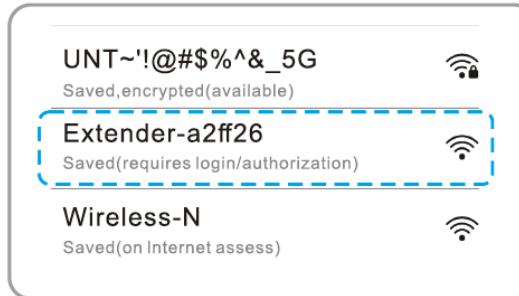 UNT~'!@#$%^&_5G
Saved,encrypted(available)
Extender-a2ff26
Saved(requires login/authorization)
Wireless-N
Saved(on Internet assess)